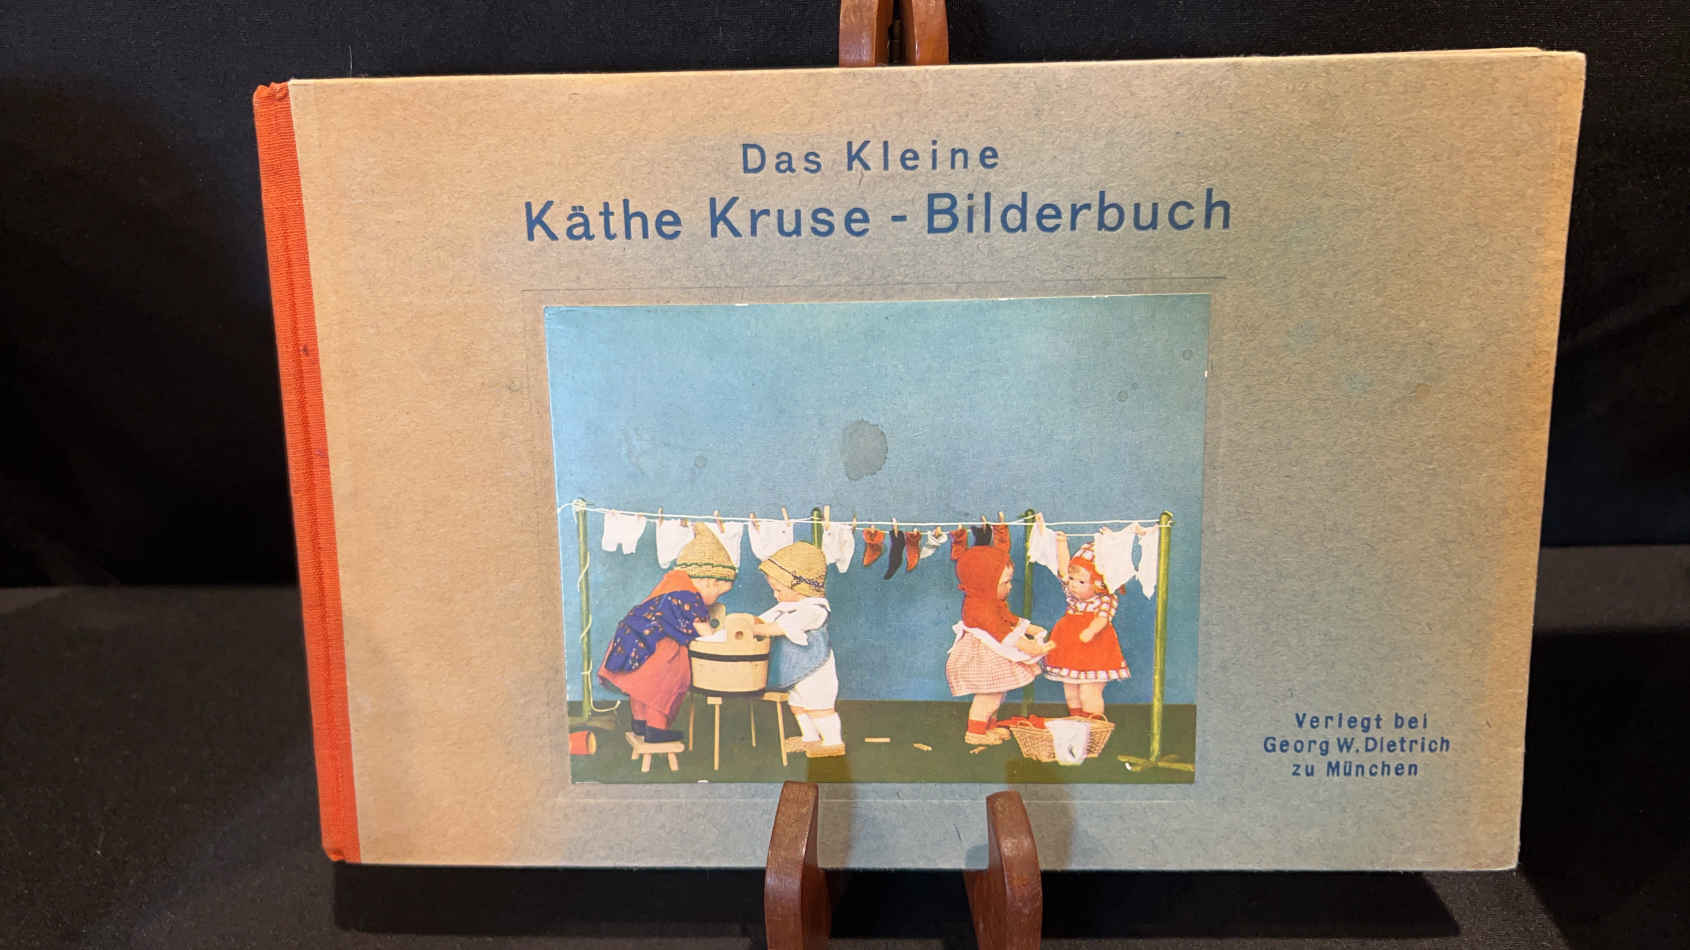 Das Kleine
Käthe Kruse - Bilderbuch
Verlegt bei
Georg W. Dietrich
zu München